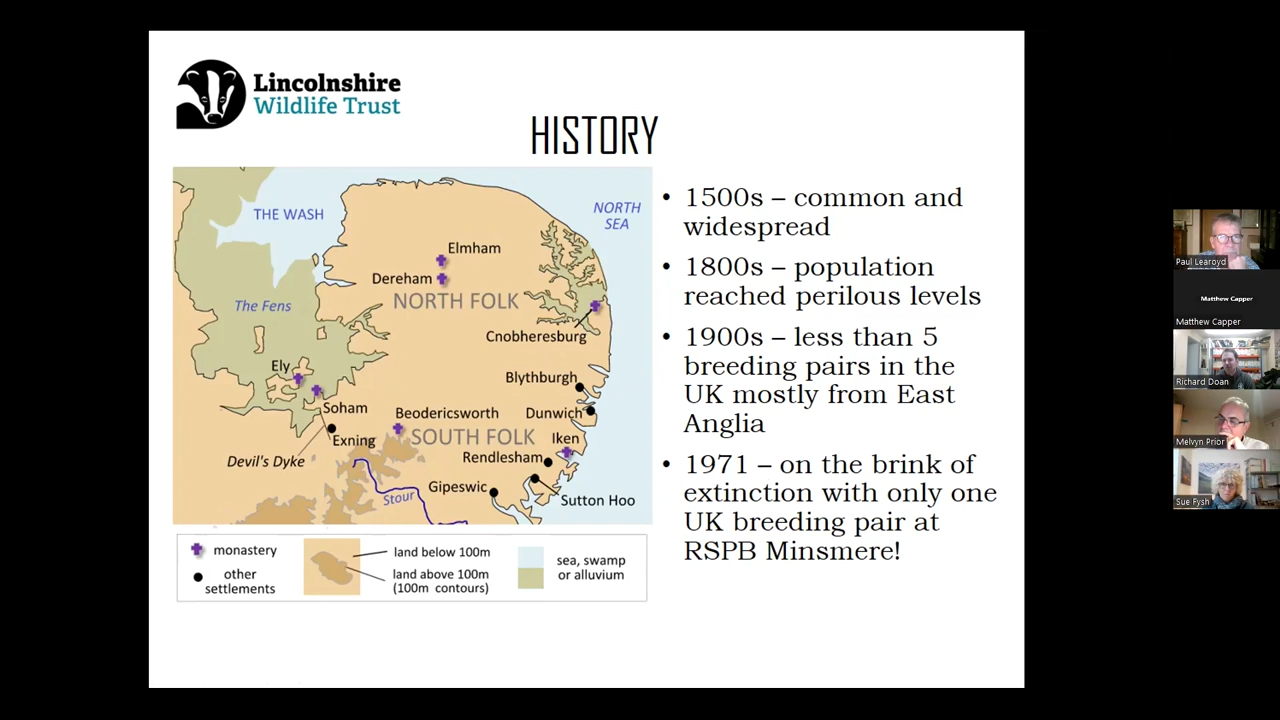 Lincolnshire
Wildlife Trust
HISTORY
THE WASH
NORTH
SEA
Elmham
Dereham
NORTH FOLK
The Fens
Cnobheresburg
Ely
Blythburgh
Soham
Beodericsworth
Dunwich
Exning
SOUTH FOLK
Iken
Devil's Dyke
Rendlesham
Gipeswic
Stour
Sutton Hoo
monastery
other
settlements
land below 100m
land above 100m
(100m contours)
sea, swamp
or alluvium
• 1500s – common and
widespread
• 1800s – population
reached perilous levels
• 1900s – less than 5
breeding pairs in the
UK mostly from East
Anglia
• 1971 – on the brink of
extinction with only one
UK breeding pair at
RSPB Minsmere!
Paul Learoyd
Matthew Capper
Matthew Capper
Richard Doan
Melvyn Prior
Sue Fysh